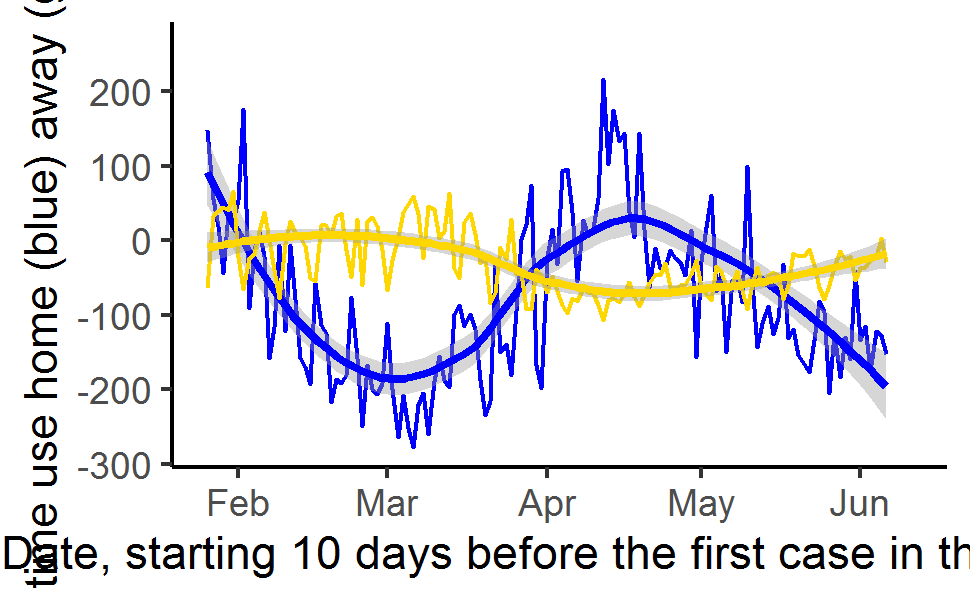 time use home (blue) away (
200
100
0
-100
-200
-300
Feb Mar Apr May Jun
Date, starting 10 days before the first case in th